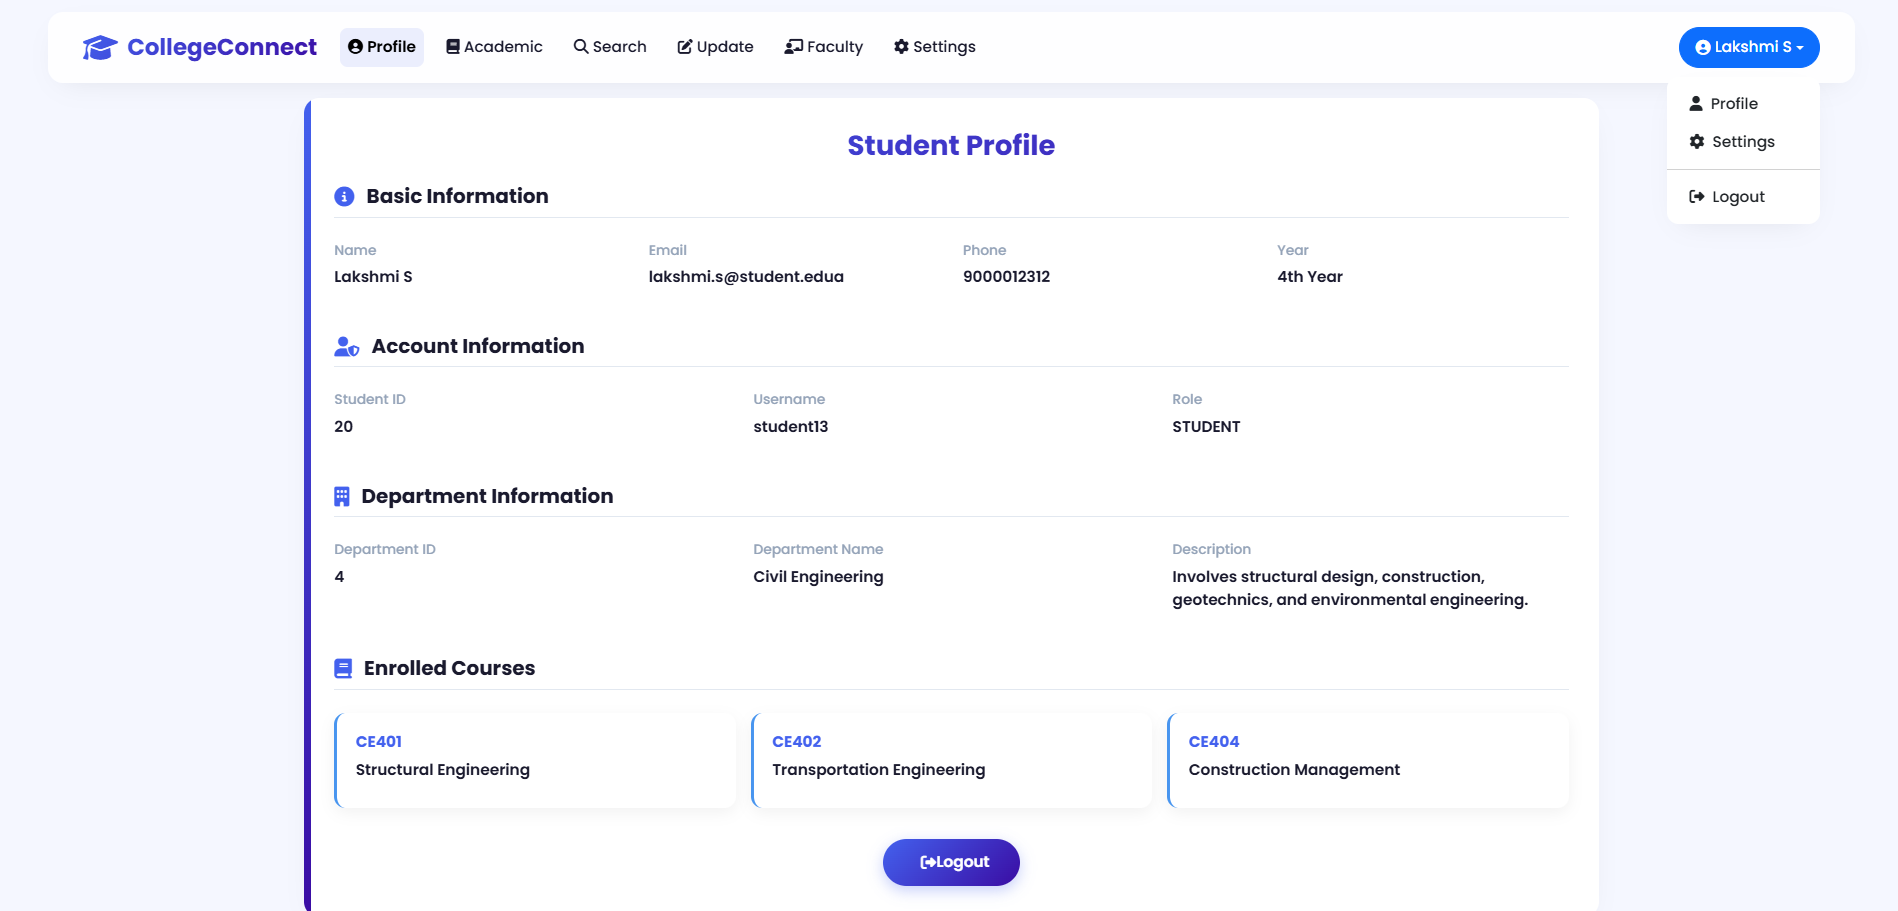 CollegeConnect
Profile
Academic
Search
Update
Faculty
Settings
Lakshmi S
Profile
Settings
Logout
Student Profile
Basic Information
Name
Lakshmi S
Email
lakshmi.s@student.edua
Phone
9000012312
Year
4th Year
Account Information
Student ID
20
Username
student13
Role
STUDENT
Department Information
Department ID
4
Department Name
Civil Engineering
Description
Involves structural design, construction,
geotechnics, and environmental engineering.
Enrolled Courses
CE401
Structural Engineering
CE402
Transportation Engineering
CE404
Construction Management
Logout